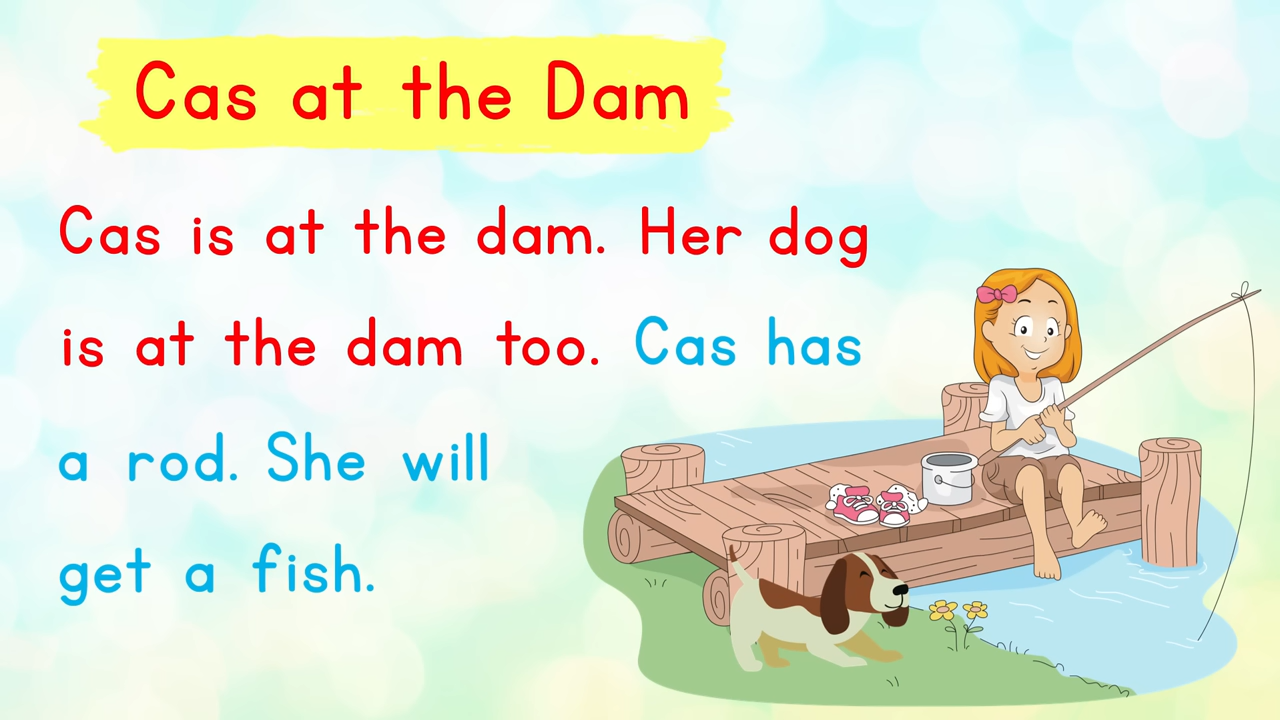 Cas at the Dam
Cas is at the dam. Her dog
is at the dam too. Cas has
a rod. She will
get a fish.